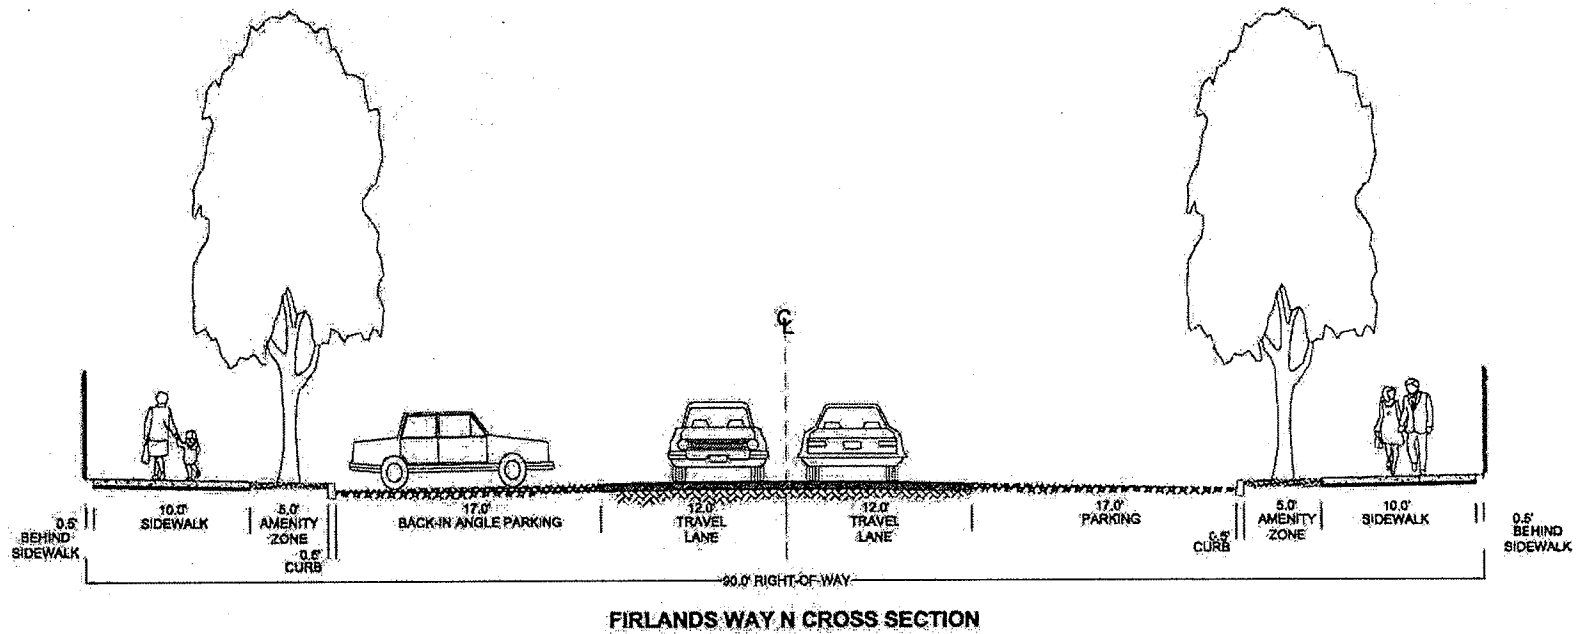 ℄
0.5'
BEHIND
SIDEWALK
10.0'
SIDEWALK
5.0'
AMENITY
ZONE
0.5'
CURB
17.0'
BACK-IN ANGLE PARKING
12.0'
TRAVEL
LANE
12.0'
TRAVEL
LANE
17.0'
PARKING
0.5'
CURB
5.0'
AMENITY
ZONE
10.0'
SIDEWALK
0.5'
BEHIND
SIDEWALK
90.0' RIGHT-OF-WAY
FIRLANDS WAY N CROSS SECTION